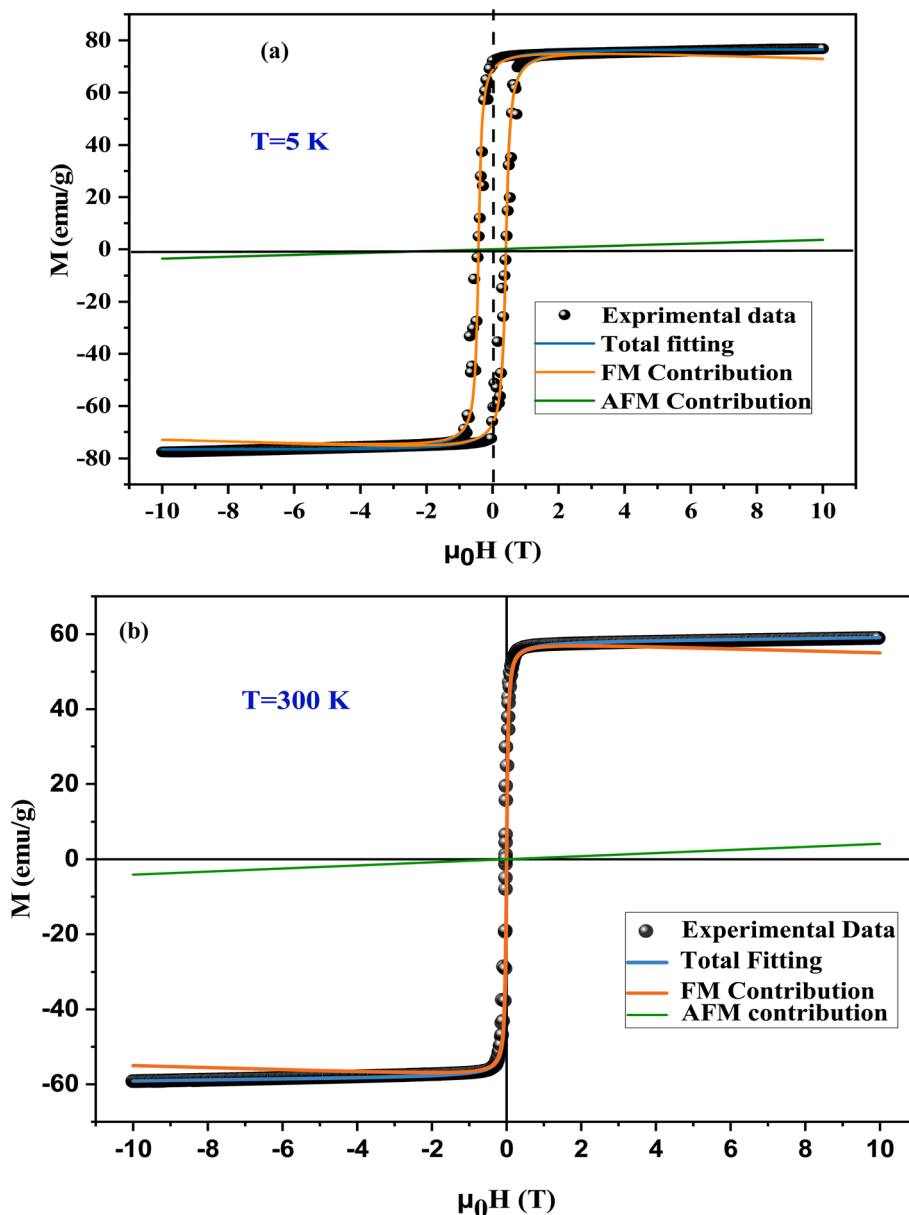 (a)
T=5 K
M (emu/g)
80
60
40
20
0
-20
-40
-60
-80
Exprimental data
Total fitting
FM Contribution
AFM Contribution
-10 -8 -6 -4 -2 0 2 4 6 8 10
µ₀H (T)
(b)
T=300 K
M (emu/g)
60
40
20
0
-20
-40
-60
Experimental Data
Total Fitting
FM Contribution
AFM contribution
-10 -8 -6 -4 -2 0 2 4 6 8 10
µ₀H (T)